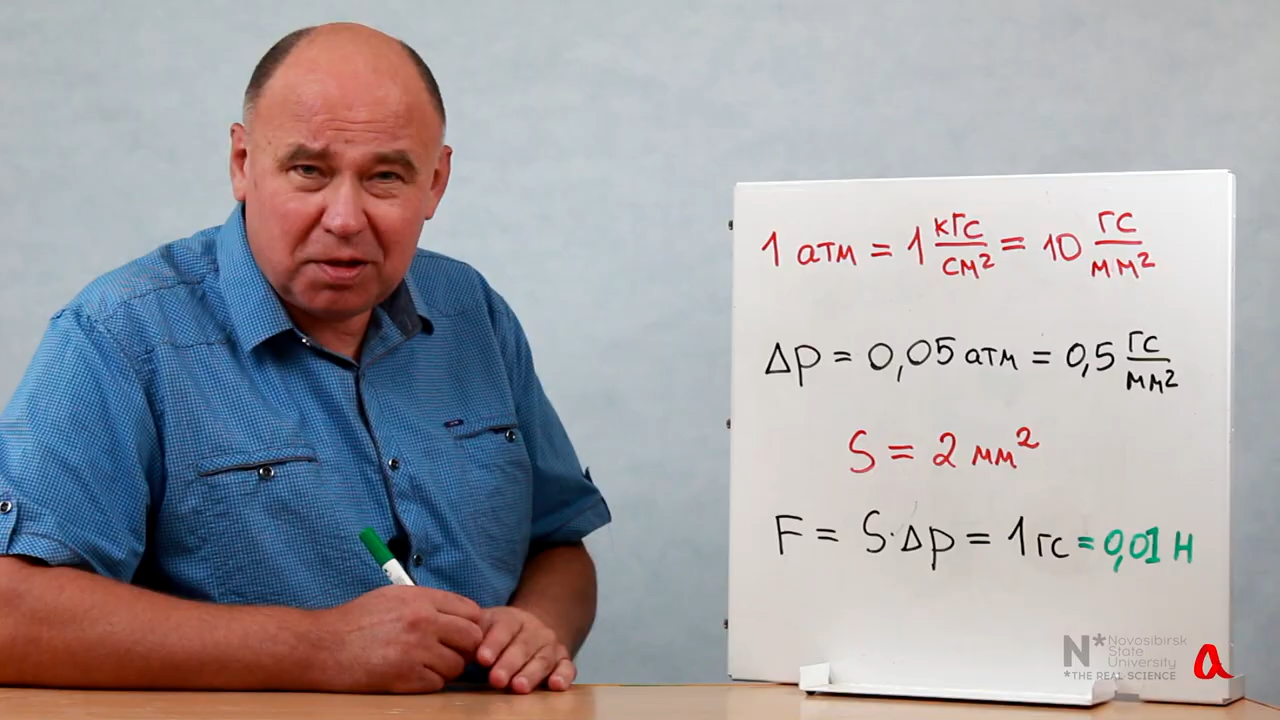 1 атм = 1 кГс/см² = 10 гс/мм²
Δp = 0,05 атм = 0,5 гс/мм²
S = 2 мм²
F = S·Δp = 1 гс = 0,01 Н
N* Novosibirsk
State
University
*THE REAL SCIENCE
a